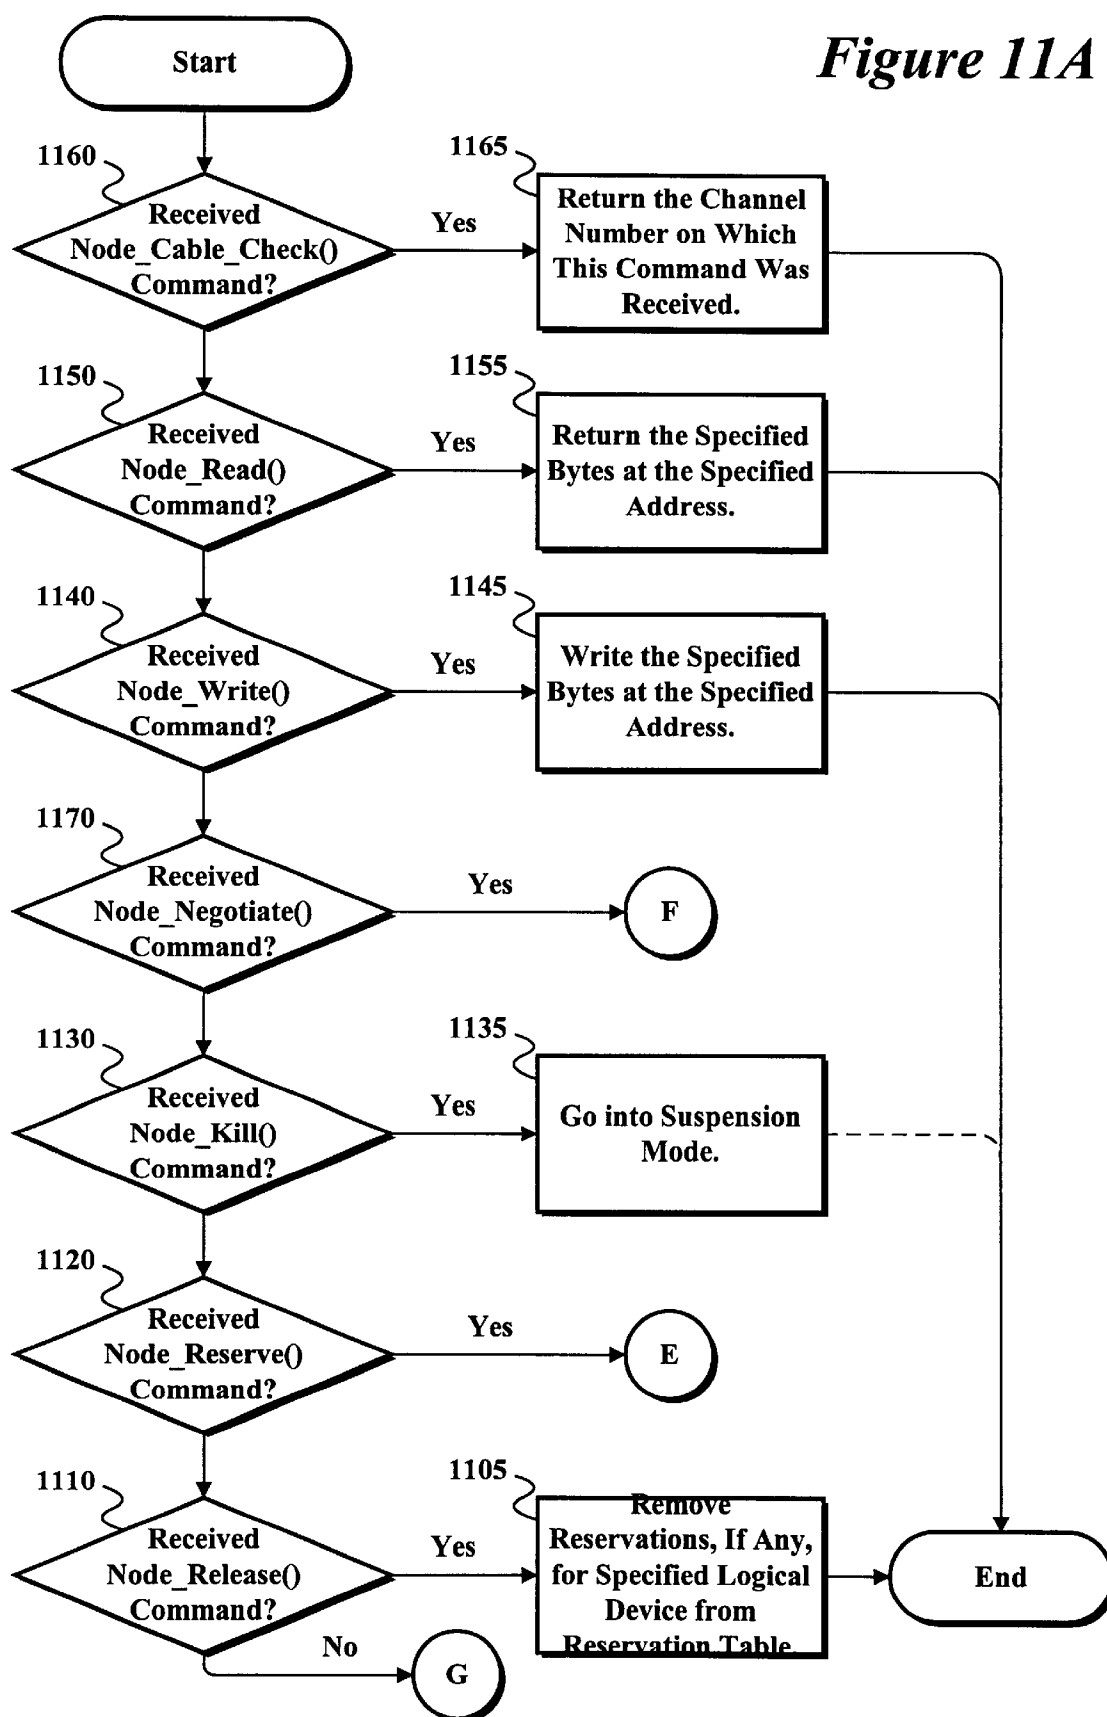 Figure 11A
Start
1160
Received
Node_Cable_Check()
Command?
Yes
1165
Return the Channel
Number on Which
This Command Was
Received.
1150
Received
Node_Read()
Command?
Yes
1155
Return the Specified
Bytes at the Specified
Address.
1140
Received
Node_Write()
Command?
Yes
1145
Write the Specified
Bytes at the Specified
Address.
1170
Received
Node_Negotiate()
Command?
Yes
F
1130
Received
Node_Kill()
Command?
Yes
1135
Go into Suspension
Mode.
1120
Received
Node_Reserve()
Command?
Yes
E
1110
Received
Node_Release()
Command?
Yes
1105
Remove
Reservations, If Any,
for Specified Logical
Device from
Reservation Table.
End
No
G